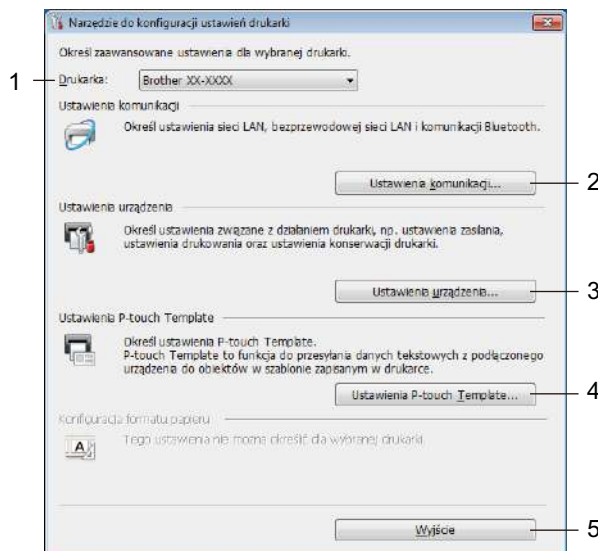 Narzędzie do konfiguracji ustawień drukarki
Określ zaawansowane ustawienia dla wybranej drukarki.
1
Drukarka: Brother XX-XXXX
Ustawienia komunikacji
Określ ustawienia sieci LAN, bezprzewodowej sieci LAN i komunikacji Bluetooth.
Ustawienia komunikacji... 2
Ustawienia urządzenia
Określ ustawienia związane z działaniem drukarki, np. ustawienia zasilania,
ustawienia drukowania oraz ustawienia konserwacji drukarki.
Ustawienia urządzenia... 3
Ustawienia P-touch Template
Określ ustawienia P-touch Template.
P-touch Template to funkcja do przesyłania danych tekstowych z podłączonego
urządzenia do obiektów w szablonie zapisanym w drukarce.
Ustawienia P-touch Template... 4
Konfiguracja formatu papieru
Tego ustawienia nie można określić dla wybranej drukarki
A
Wyjście 5